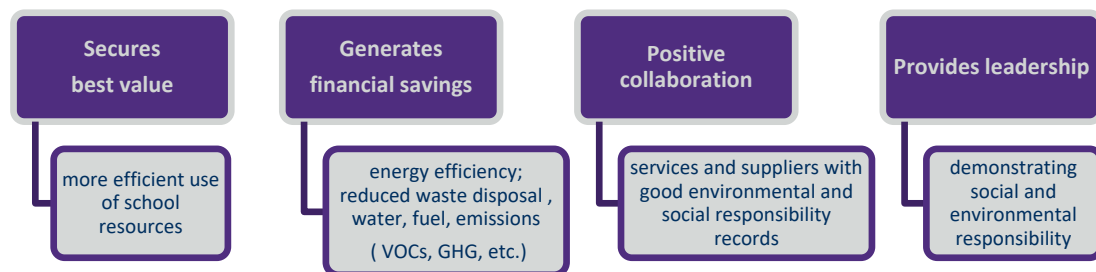 Secures
best value
more efficient use
of school
resources
Generates
financial savings
energy efficiency;
reduced waste disposal ,
water, fuel, emissions
( VOCs, GHG, etc.)
Positive
collaboration
services and suppliers with
good environmental and
social responsibility
records
Provides leadership
demonstrating
social and
environmental
responsibility